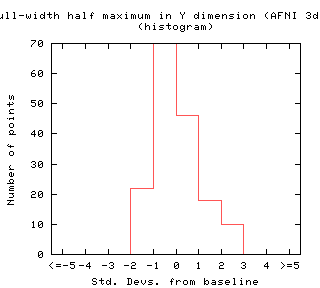 ull-width half maximum in Y dimension (AFNI 3d
(histogram)
70
60
50
40
30
20
10
0
Number of points
<=-5 -4 -3 -2 -1 0 1 2 3 4 >=5
Std. Devs. from baseline